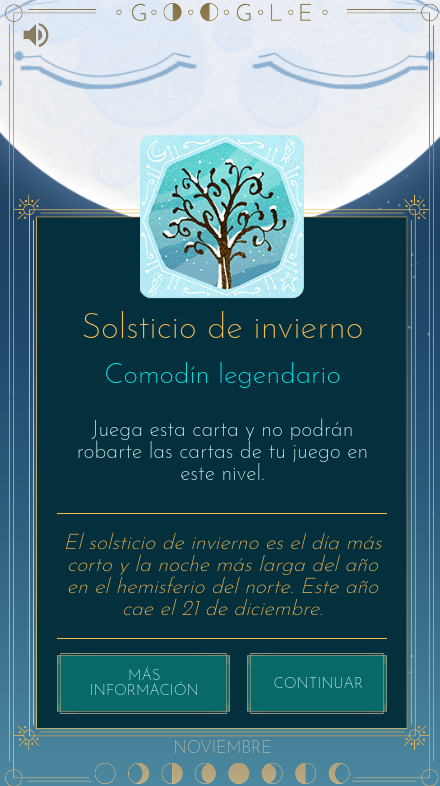 GOOGLE
Solsticio de invierno
Comodín legendario
Juega esta carta y no podrán
robarte las cartas de tu juego en
este nivel.
El solsticio de invierno es el día más
corto y la noche más larga del año
en el hemisferio del norte. Este año
cae el 21 de diciembre.
MÁS
INFORMACIÓN
CONTINUAR
NOVIEMBRE